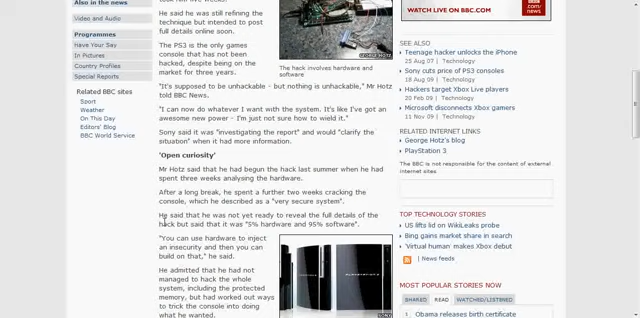 Also in the news
Video and Audio
Programmes
Have Your Say
In Pictures
Country Profiles
Special Reports
Related BBC sites
Sport
Weather
On This Day
Editors' Blog
BBC World Service
He said he was still refining the
technique but intended to post
full details online soon.
The PS3 is the only games
console that has not been
hacked, despite being on the
market for three years.
"It's supposed to be unhackable - but nothing is unhackable," Mr Hotz
told BBC News.
"I can now do whatever I want with the system. It's like I've got an
awesome new power - I'm just not sure how to wield it."
Sony said it was "investigating the report" and would "clarify the
situation" when it had more information.
'Open curiosity'
Mr Hotz said that he had begun the hack last summer when he had
spent three weeks analysing the hardware.
After a long break, he spent a further two weeks cracking the
console, which he described as a "very secure system".
He said that he was not yet ready to reveal the full details of the
hack but said that it was "5% hardware and 95% software".
"You can use hardware to inject
an insecurity and then you can
build on that," he said.
He admitted that he had not
managed to hack the whole
system, including the protected
memory, but had worked out ways
to trick the console into doing
what he wanted.
GEORGE HOTZ
The hack involves hardware and
software
SONY
WATCH LIVE ON BBC.COM
BBC
.com/
news
SEE ALSO
Teenage hacker unlocks the iPhone
25 Aug 07 | Technology
Sony cuts price of PS3 consoles
18 Aug 09 | Technology
Hackers target Xbox Live players
20 Feb 09 | Technology
Microsoft disconnects Xbox gamers
11 Nov 09 | Technology
RELATED INTERNET LINKS
George Hotz Blog
PlayStation 3
The BBC is not responsible for the content of external
internet sites
TOP TECHNOLOGY STORIES
US lifts lid on WikiLeaks probe
Bing gains market share in search
'Virtual human' makes Xbox debut
| News feeds
MOST POPULAR STORIES NOW
SHARED READ WATCHED/LISTENED
1 Obama releases birth certificate